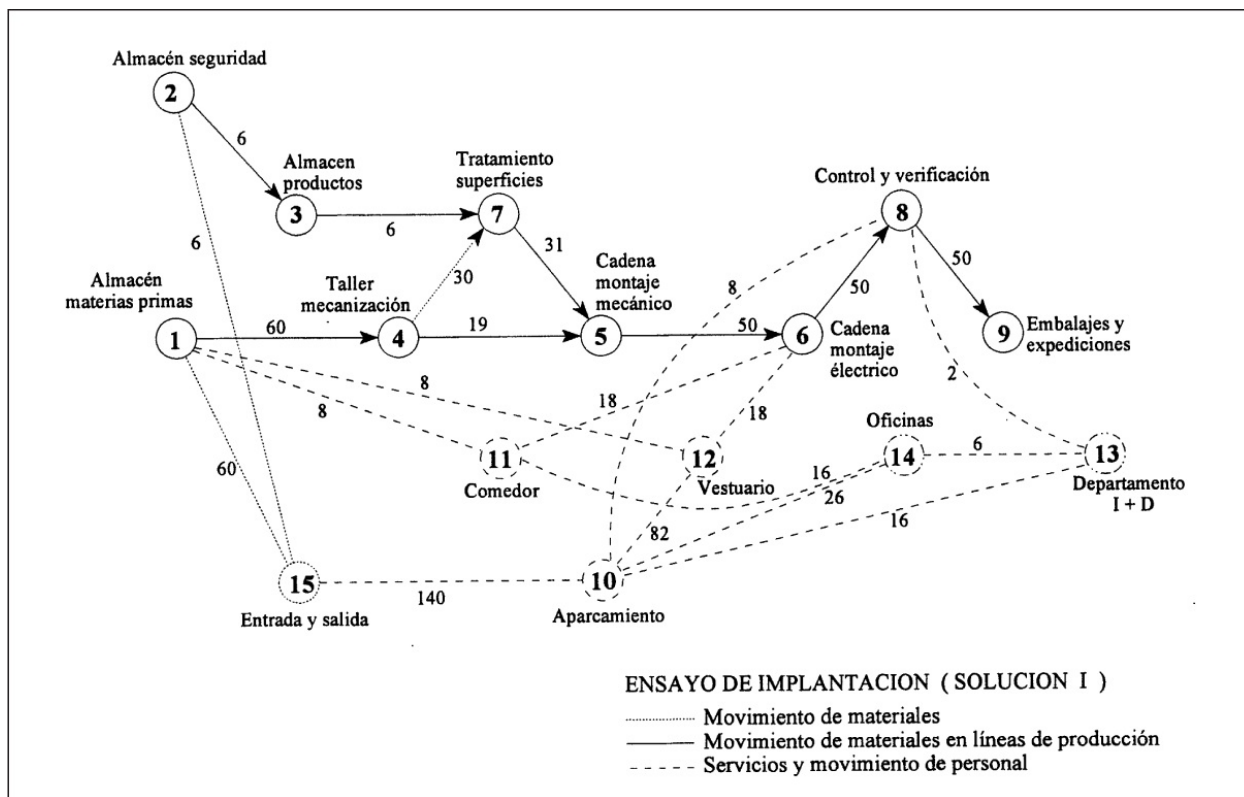 Almacén seguridad
2
6
Almacen
productos
3
Tratamiento
superficies
7
Control y verificación
8
6
6
31
30
8
50
50
Almacén
materias primas
1
60
Taller
mecanización
4
19
Cadena
montaje
mecánico
5
50
6
Cadena
montaje
électrico
9
Embalajes y
expediciones
8
8
18
18
2
60
11
Comedor
12
Vestuario
Oficinas
14
6
13
Departamento
I + D
16
26
16
82
15
Entrada y salida
140
10
Aparcamiento
ENSAYO DE IMPLANTACION ( SOLUCION I )
Movimiento de materiales
Movimiento de materiales en líneas de producción
Servicios y movimiento de personal